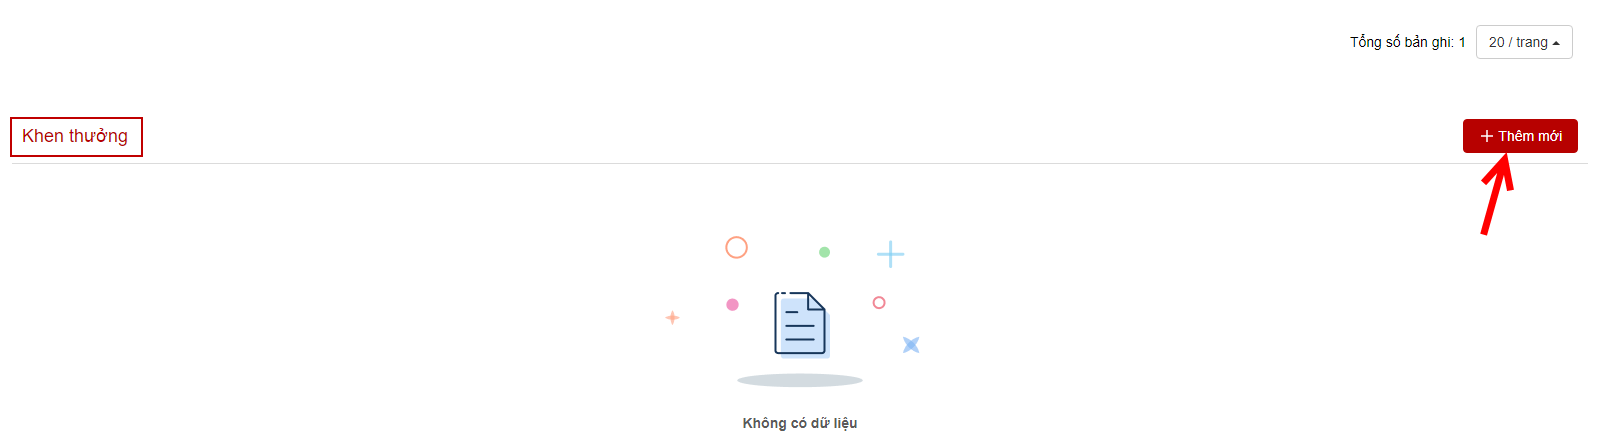 Tổng số bản ghi: 1 20 / trang
Khen thưởng
Thêm mới
Không có dữ liệu